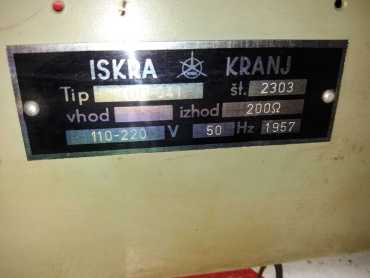 ISKRA KRANJ
Tip št. 2303
vhod izhod 200Ω
110-220 V 50 Hz 1957